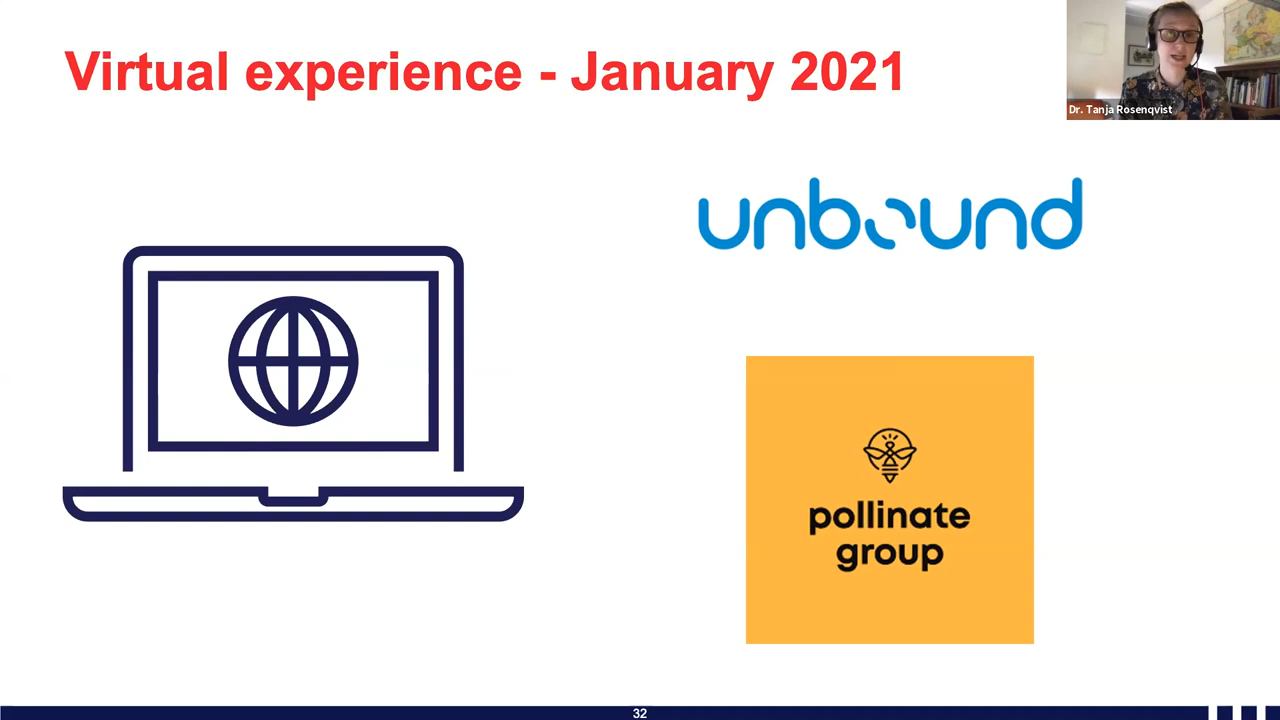 Virtual experience - January 2021
Dr. Tanja Rosenqvist
unbound
pollinate
group
32